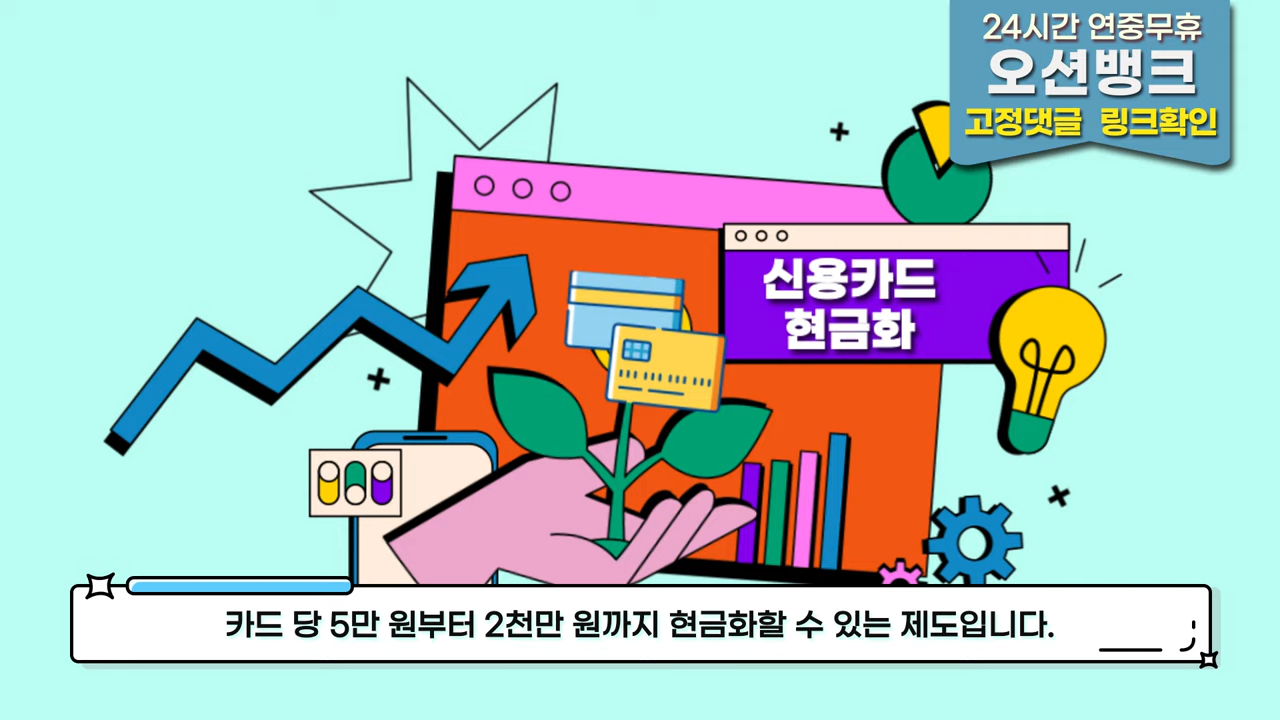 24시간 연중무휴
오션뱅크
고정댓글 링크확인
신용카드
현금화
카드 당 5만 원부터 2천만 원까지 현금화할 수 있는 제도입니다.